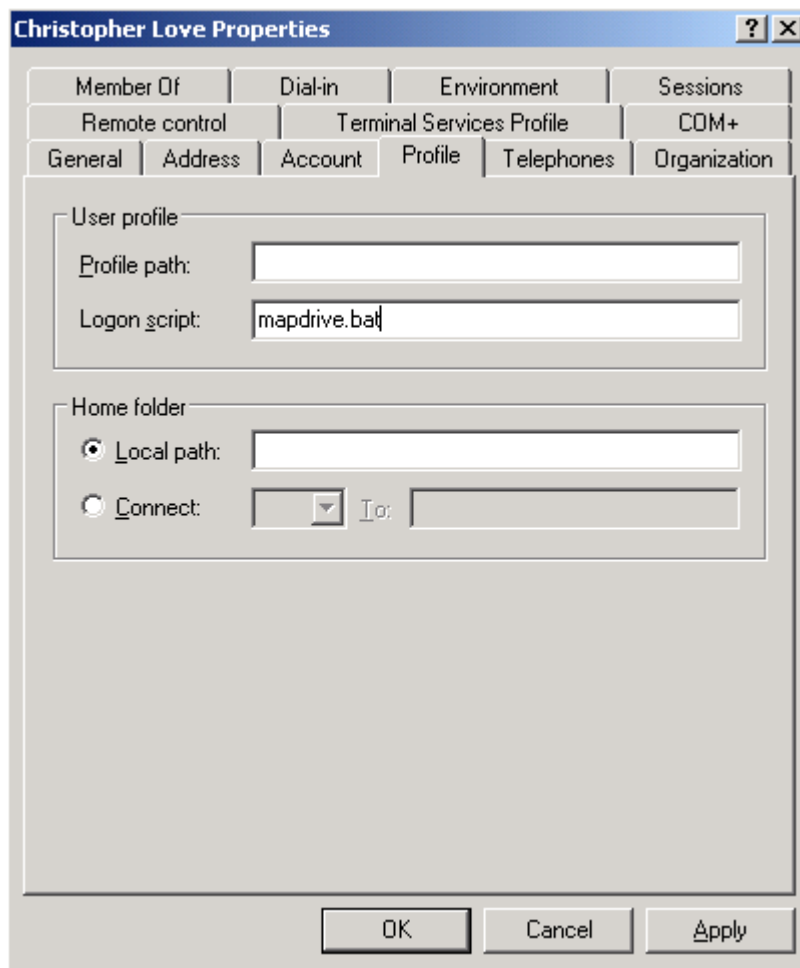 Christopher Love Properties
Member Of Dial-in Environment Sessions
Remote control Terminal Services Profile COM+
General Address Account Profile Telephones Organization
User profile
Profile path:
Logon script: mapdrive.bat
Home folder
Local path:
Connect: To:
OK Cancel Apply